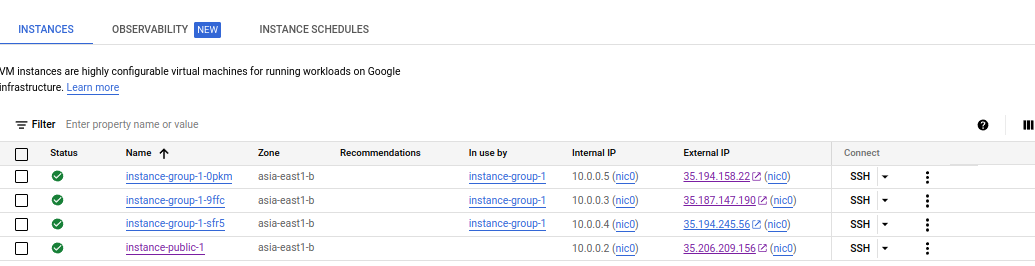 INSTANCES OBSERVABILITY NEW INSTANCE SCHEDULES
VM instances are highly configurable virtual machines for running workloads on Google
infrastructure. Learn more
Filter Enter property name or value
Status Name Zone Recommendations In use by Internal IP External IP Connect
instance-group-1-0pkm asia-east1-b instance-group-1 10.0.0.5 (nic0) 35.194.158.22 (nic0) SSH
instance-group-1-9ffc asia-east1-b instance-group-1 10.0.0.3 (nic0) 35.187.147.190 (nic0) SSH
instance-group-1-sfr5 asia-east1-b instance-group-1 10.0.0.4 (nic0) 35.194.245.56 (nic0) SSH
instance-public-1 asia-east1-b 10.0.0.2 (nic0) 35.206.209.156 (nic0) SSH